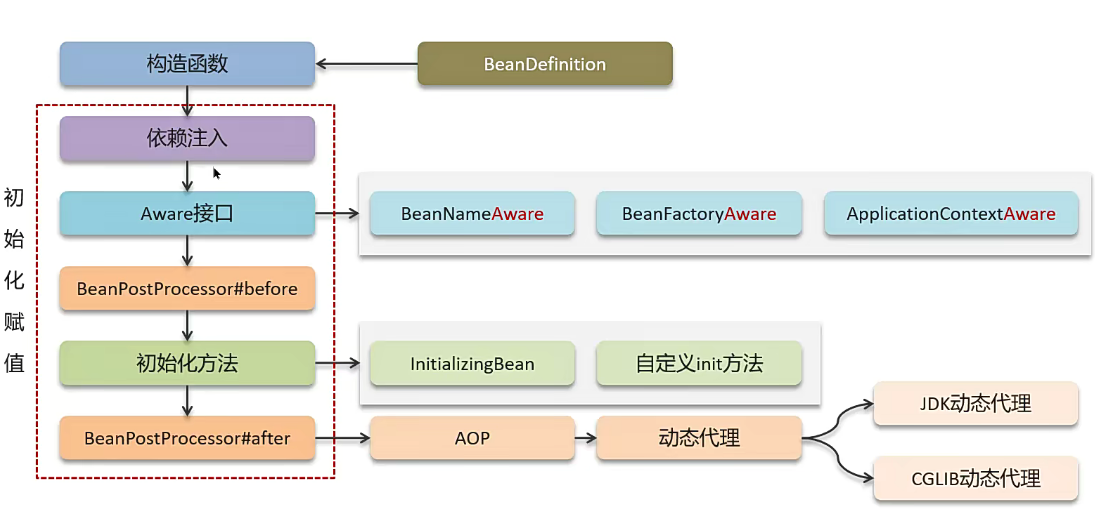 构造函数
BeanDefinition
依赖注入
初始化赋值
Aware接口
BeanNameAware
BeanFactoryAware
ApplicationContextAware
BeanPostProcessor#before
初始化方法
InitializingBean
自定义init方法
BeanPostProcessor#after
AOP
动态代理
JDK动态代理
CGLIB动态代理